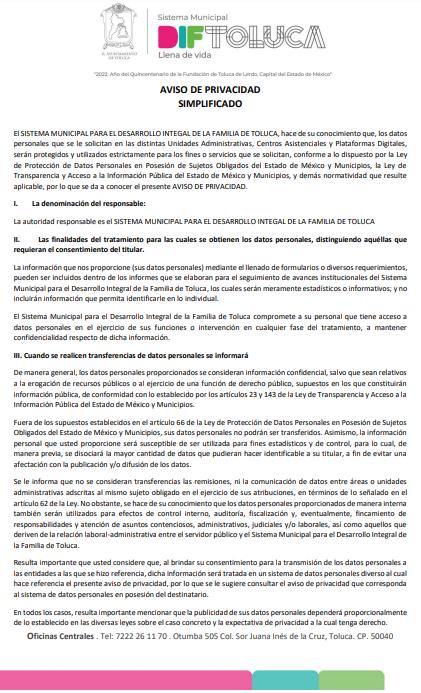 H. AYUNTAMIENTO
DE TOLUCA
Sistema Municipal
DIF TOLUCA
Llena de vida
"2022. Año del Quincentenario de la Fundación de Toluca de Lerdo, Capital del Estado de México"
AVISO DE PRIVACIDAD
SIMPLIFICADO
El SISTEMA MUNICIPAL PARA EL DESARROLLO INTEGAL DE LA FAMILIA DE TOLUCA, hace de su conocimiento que, los datos
personales que se le solicitan en las distintas Unidades Administrativas, Centros Asistenciales y Plataformas Digitales,
serán protegidos y utilizados estrictamente para los fines o servicios que se solicitan, conforme a lo dispuesto por la Ley
de Protección de Datos Personales en Posesión de Sujetos Obligados del Estado de México y Municipios, la Ley de
Transparencia y Acceso a la Información Pública del Estado de México y Municipios, y demás normatividad que resulte
aplicable, por lo que se da a conocer el presente AVISO DE PRIVACIDAD.
I. La denominación del responsable:
La autoridad responsable es el SISTEMA MUNICIPAL PARA EL DESARROLLO INTEGAL DE LA FAMILIA DE TOLUCA
II. Las finalidades del tratamiento para las cuales se obtienen los datos personales, distinguiendo aquéllas que
requieran el consentimiento del titular.
La información que nos proporcione (sus datos personales) mediante el llenado de formularios o diversos requerimientos,
pueden ser incluidos dentro de los informes que se elaboran para el seguimiento de avances institucionales del Sistema
Municipal para el Desarrollo Integral de la Familia de Toluca, los cuales serán meramente estadísticos o informativos; y no
incluirán información que permita identificarle en lo individual.
El Sistema Municipal para el Desarrollo Integral de la Familia de Toluca compromete a su personal que tiene acceso a
datos personales en el ejercicio de sus funciones o intervención en cualquier fase del tratamiento, a mantener
confidencialidad respecto de dicha información.
III. Cuando se realicen transferencias de datos personales se informará
De manera general, los datos personales proporcionados se consideran información confidencial, salvo que sean relativos
a la erogación de recursos públicos o al ejercicio de una función de derecho público, supuestos en los que constituirán
información pública, de conformidad con lo establecido por los artículos 23 y 143 de la Ley de Transparencia y Acceso a la
Información Pública del Estado de México y Municipios.
Fuera de los supuestos establecidos en el artículo 66 de la Ley de Protección de Datos Personales en Posesión de Sujetos
Obligados del Estado de México y Municipios, sus datos personales no podrán ser transferidos. Asimismo, la información
personal que usted proporcione será susceptible de ser utilizada para fines estadísticos y de control, para lo cual, de
manera previa, se disociará la mayor cantidad de datos que pudieran hacer identificable a su titular, a fin de evitar una
afectación con la publicación y/o difusión de los datos.
Se le informa que no se consideran transferencias las remisiones, ni la comunicación de datos entre áreas o unidades
administrativas adscritas al mismo sujeto obligado en el ejercicio de sus atribuciones, en términos de lo señalado en el
artículo 62 de la Ley. No obstante, se hace de su conocimiento que los datos personales proporcionados de manera interna
también serán utilizados para efectos de control interno, auditoría, fiscalización y, eventualmente, fincamiento de
responsabilidades y atención de asuntos contenciosos, administrativos, judiciales y/o laborales, así como aquellos que
deriven de la relación laboral-administrativa entre el servidor público y el Sistema Municipal para el Desarrollo Integral de
la Familia de Toluca.
Resulta importante que usted considere que, al brindar su consentimiento para la transmisión de los datos personales a
las entidades a las que se hizo referencia, dicha información será tratada en un sistema de datos personales diverso al cual
hace referencia el presente aviso de privacidad, por lo que se le sugiere consultar el aviso de privacidad que corresponda
al sistema de datos personales en posesión del destinatario.
En todos los casos, resulta importante mencionar que la publicidad de sus datos personales dependerá proporcionalmente
de lo establecido en las diversas leyes sobre el caso concreto y la expectativa de privacidad a la cual tenga derecho.
Oficinas Centrales . Tel: 7222 26 11 70 . Otumba 505 Col. Sor Juana Inés de la Cruz, Toluca. CP. 50040